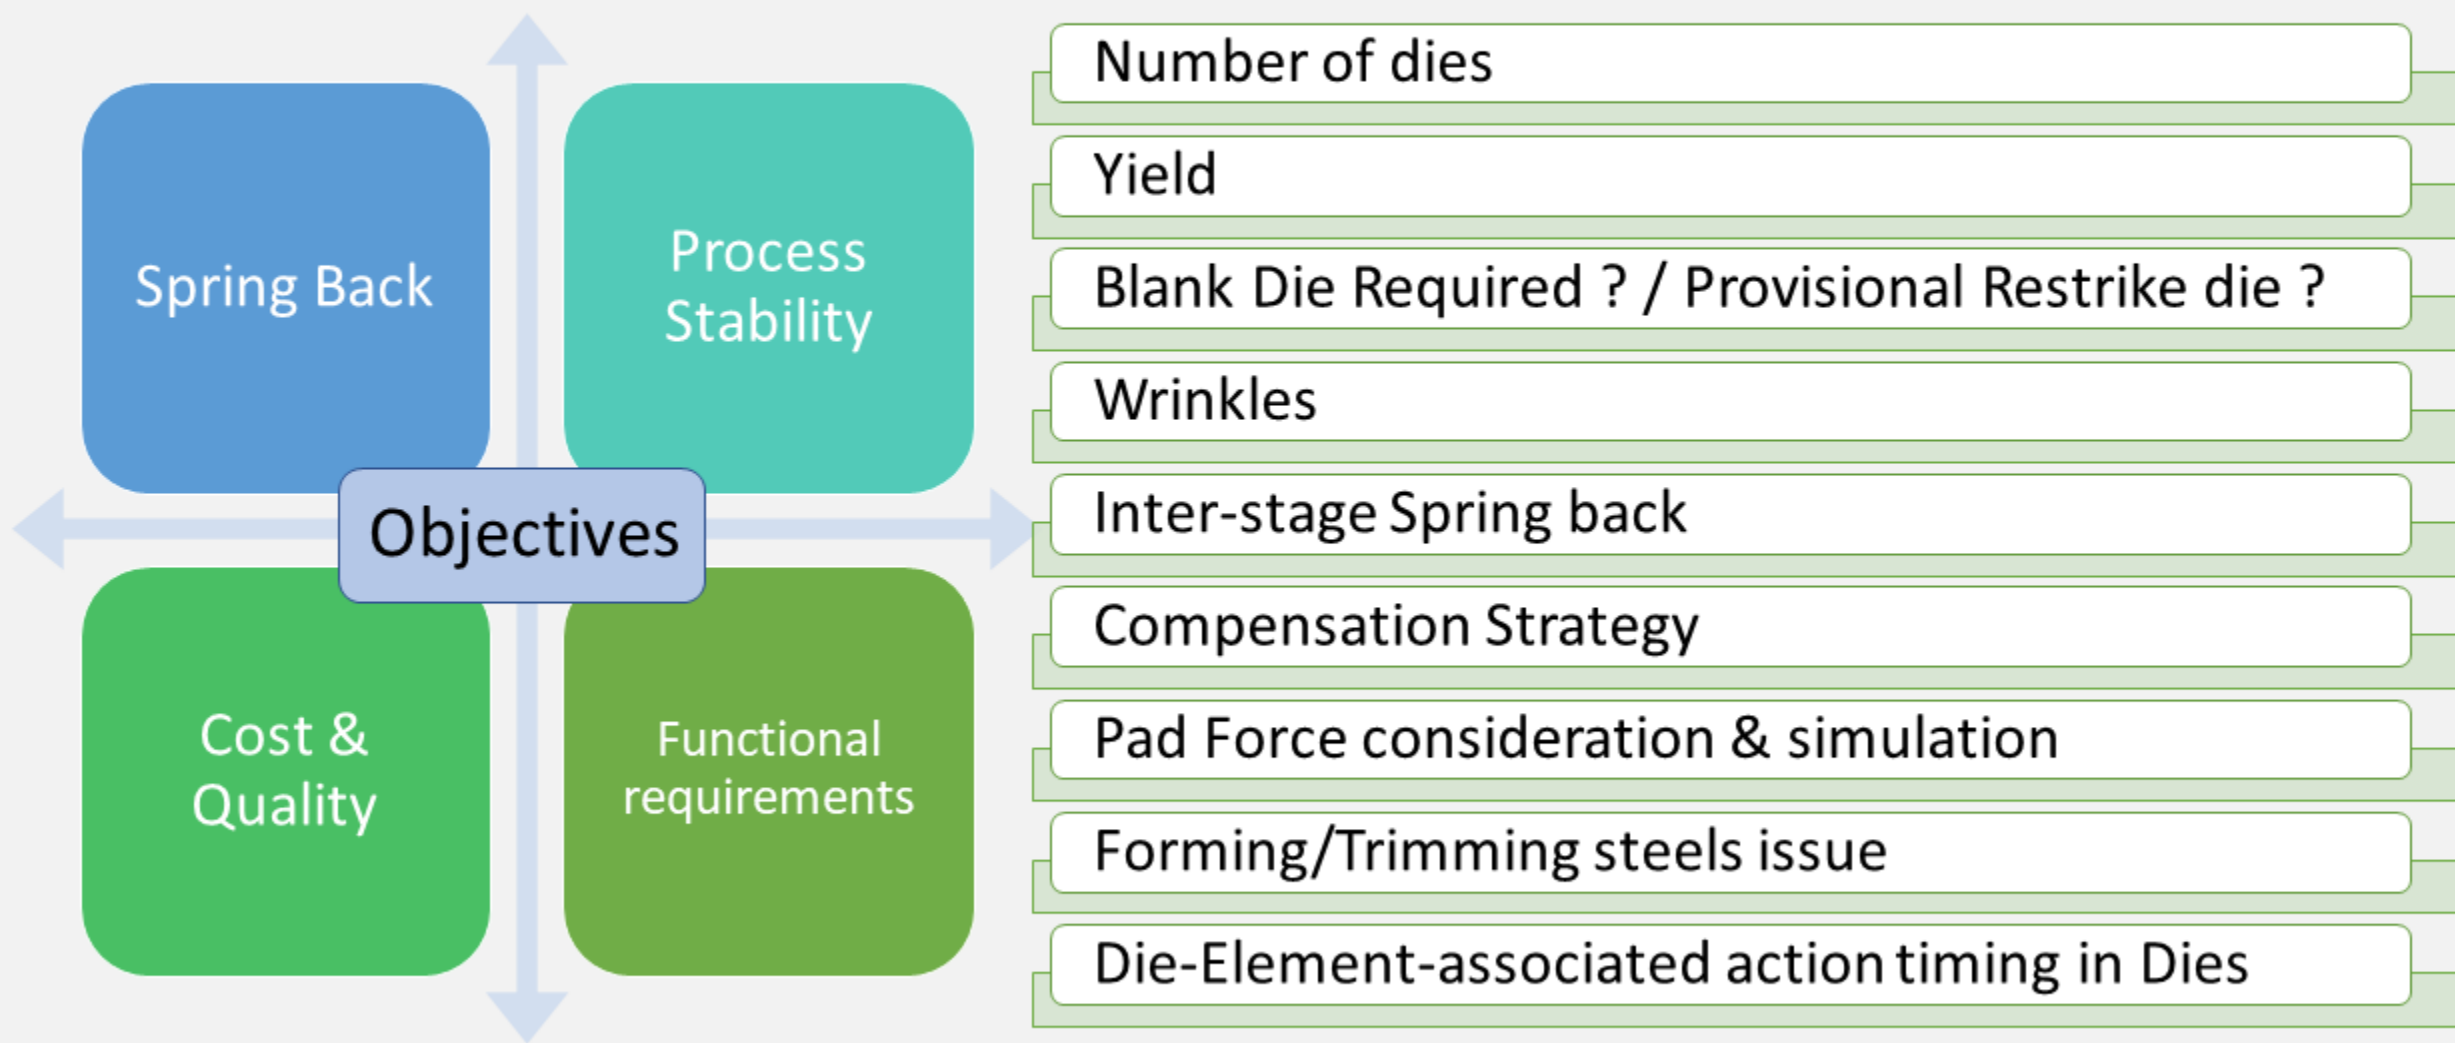 Spring Back
Process
Stability
Objectives
Cost &
Quality
Functional
requirements
Number of dies
Yield
Blank Die Required ? / Provisional Restrike die ?
Wrinkles
Inter-stage Spring back
Compensation Strategy
Pad Force consideration & simulation
Forming/Trimming steels issue
Die-Element-associated action timing in Dies